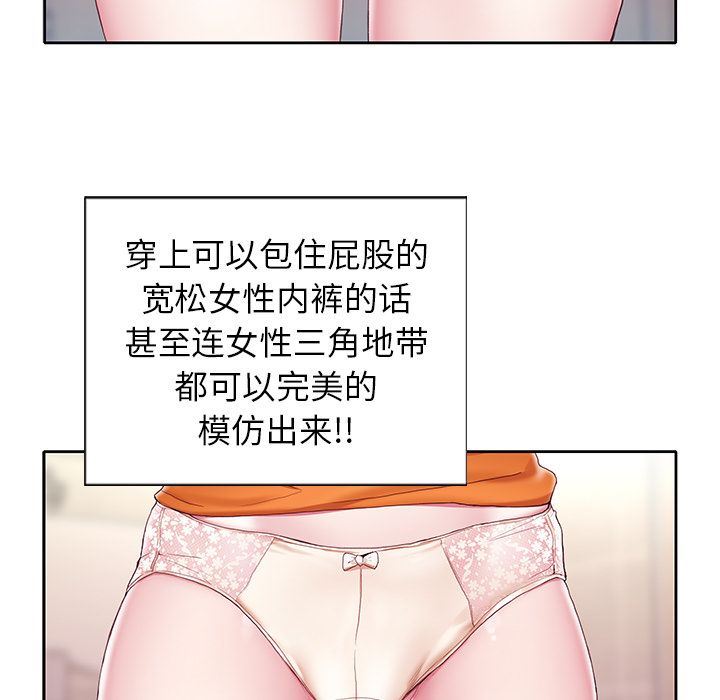 穿上可以包住屁股的
宽松女性内裤的话
甚至连女性三角地带
都可以完美的
模仿出来!!